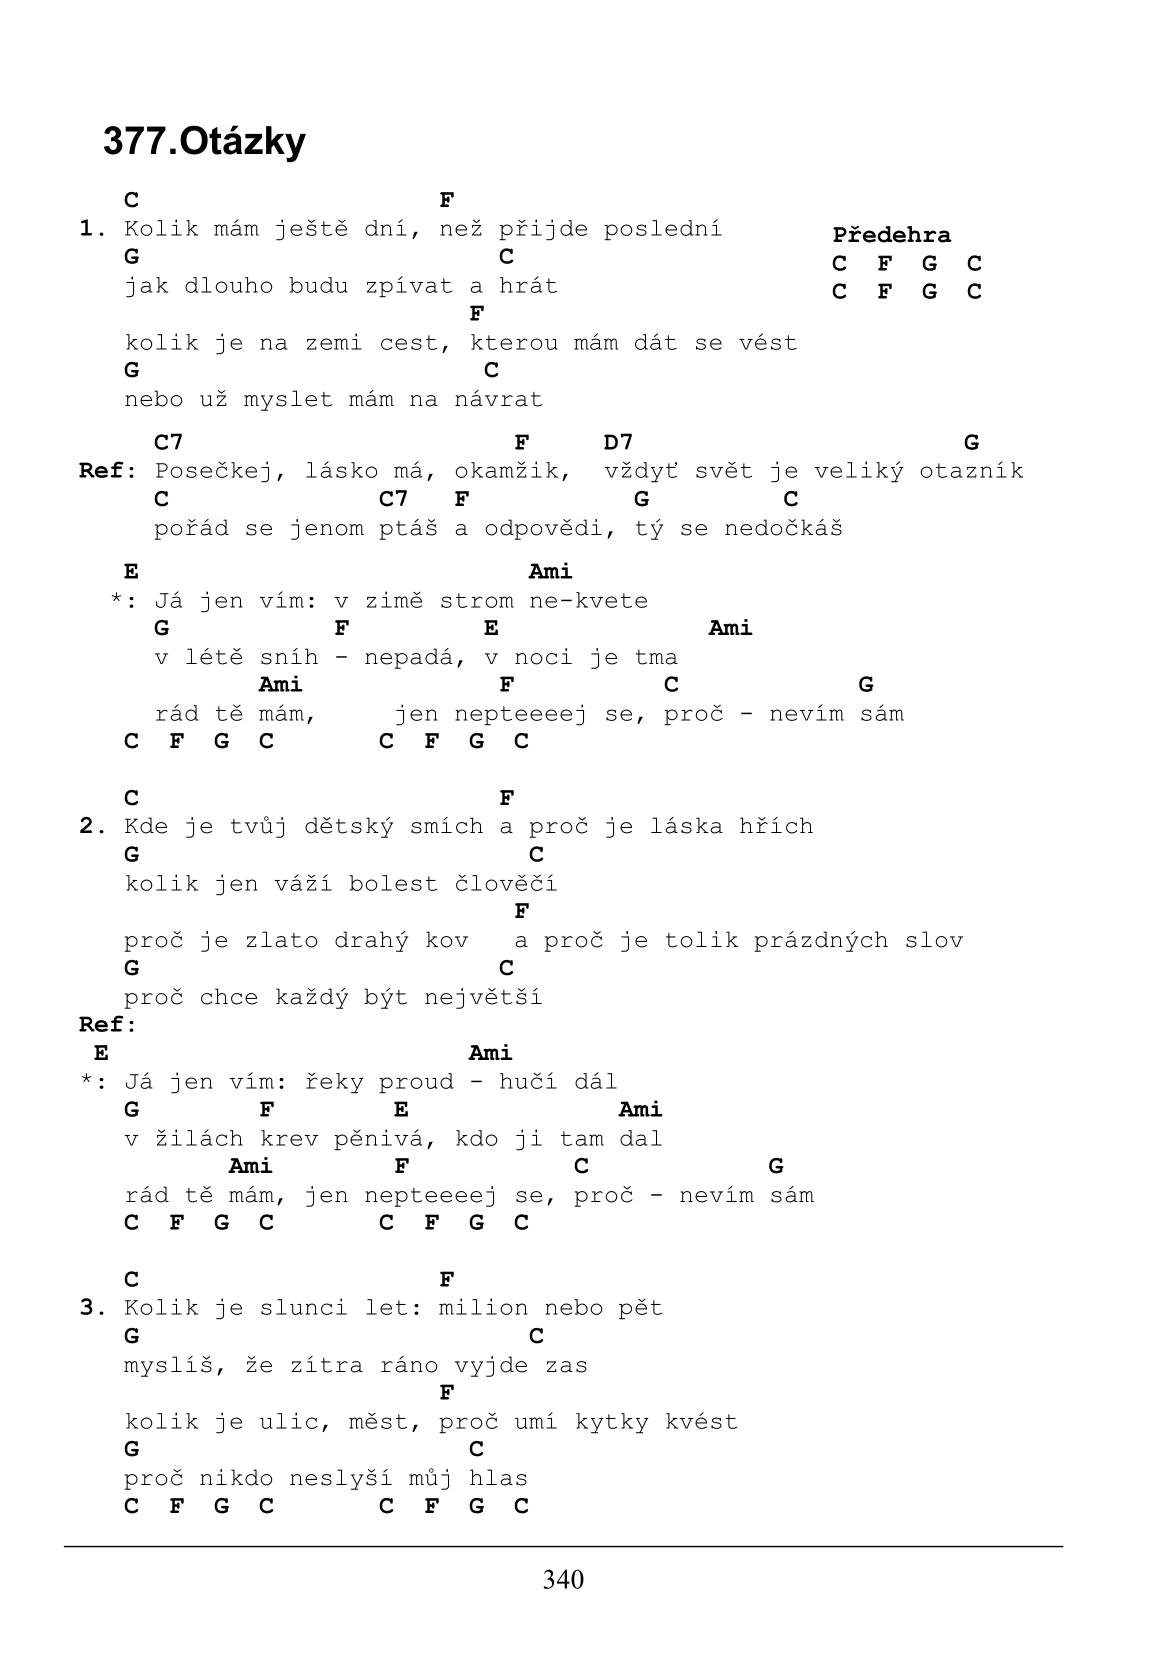 377.Otázky
C F
1. Kolik mám ještě dní, než přijde poslední
Předehra
G C
C F G C
jak dlouho budu zpívat a hrát
C F G C
F
kolik je na zemi cest, kterou mám dát se vést
G C
nebo už myslet mám na návrat
C7 F D7 G
Ref: Posečkej, lásko má, okamžik, vždyť svět je veliký otazník
C C7 F G C
pořád se jenom ptáš a odpovědi, tý se nedočkáš
E Ami
*: Já jen vím: v zimě strom ne-kvete
G F E Ami
v létě sníh - nepadá, v noci je tma
Ami F C G
rád tě mám, jen nepteeeej se, proč - nevím sám
C F G C C F G C
C F
2. Kde je tvůj dětský smích a proč je láska hřích
G C
kolik jen váží bolest člověčí
F
proč je zlato drahý kov a proč je tolik prázdných slov
G C
proč chce každý být největší
Ref:
E Ami
*: Já jen vím: řeky proud - hučí dál
G F E Ami
v žilách krev pěnivá, kdo ji tam dal
Ami F C G
rád tě mám, jen nepteeeej se, proč - nevím sám
C F G C C F G C
C F
3. Kolik je slunci let: milion nebo pět
G C
myslíš, že zítra ráno vyjde zas
F
kolik je ulic, měst, proč umí kytky kvést
G C
proč nikdo neslyší můj hlas
C F G C C F G C
340